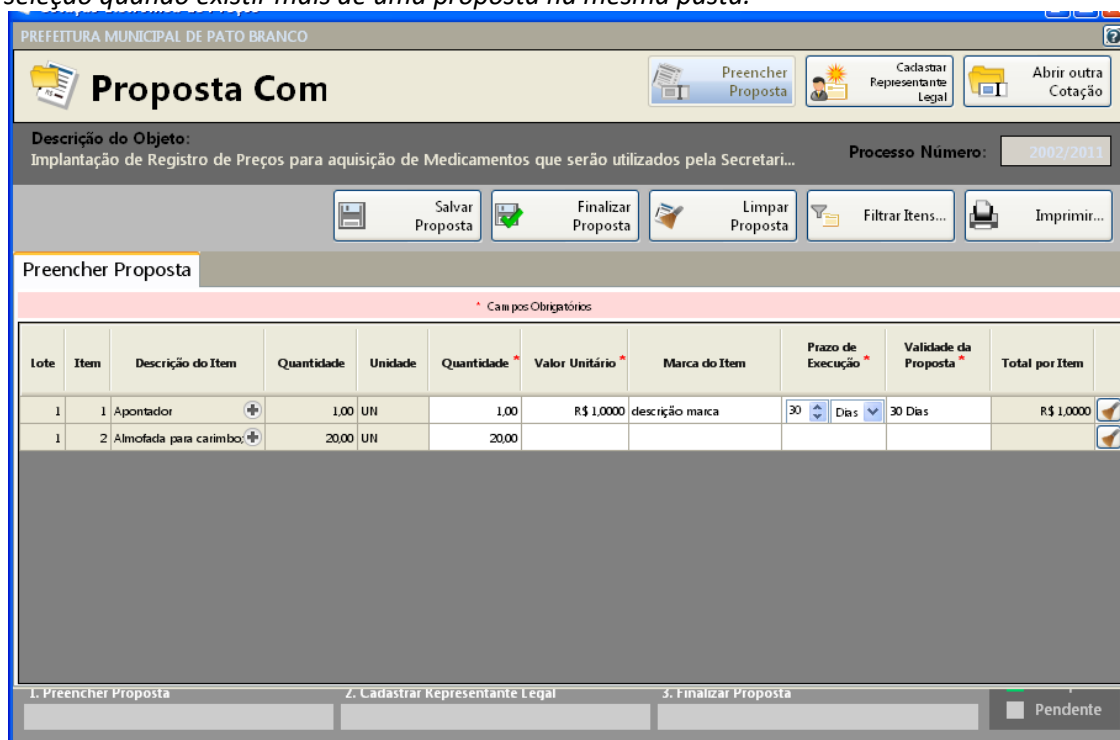 seleção quando existir mais de uma proposta na mesma pasta.
PREFEITURA MUNICIPAL DE PATO BRANCO
Proposta Com
Preencher
Proposta
Cadastrar
Representante
Legal
Abrir outra
Cotação
Descrição do Objeto:
Implantação de Registro de Preços para aquisição de Medicamentos que serão utilizados pela Secretari...
Processo Número: 2002/2011
Salvar
Proposta
Finalizar
Proposta
Limpar
Proposta
Filtrar Itens...
Imprimir...
Preencher Proposta
* Campos Obrigatórios
Lote Item Descrição do Item Quantidade Unidade Quantidade * Valor Unitário * Marca do Item Prazo de Execução * Validade da Proposta * Total por Item
1 1 Apontador 1,00 UN 1,00 R$ 1,0000 descrição marca 30 Dias 30 Dias R$ 1,0000
1 2 Almofada para carimbo; 20,00 UN 20,00
1. Preencher Proposta 2. Cadastrar Representante Legal 3. Finalizar Proposta
Pendente